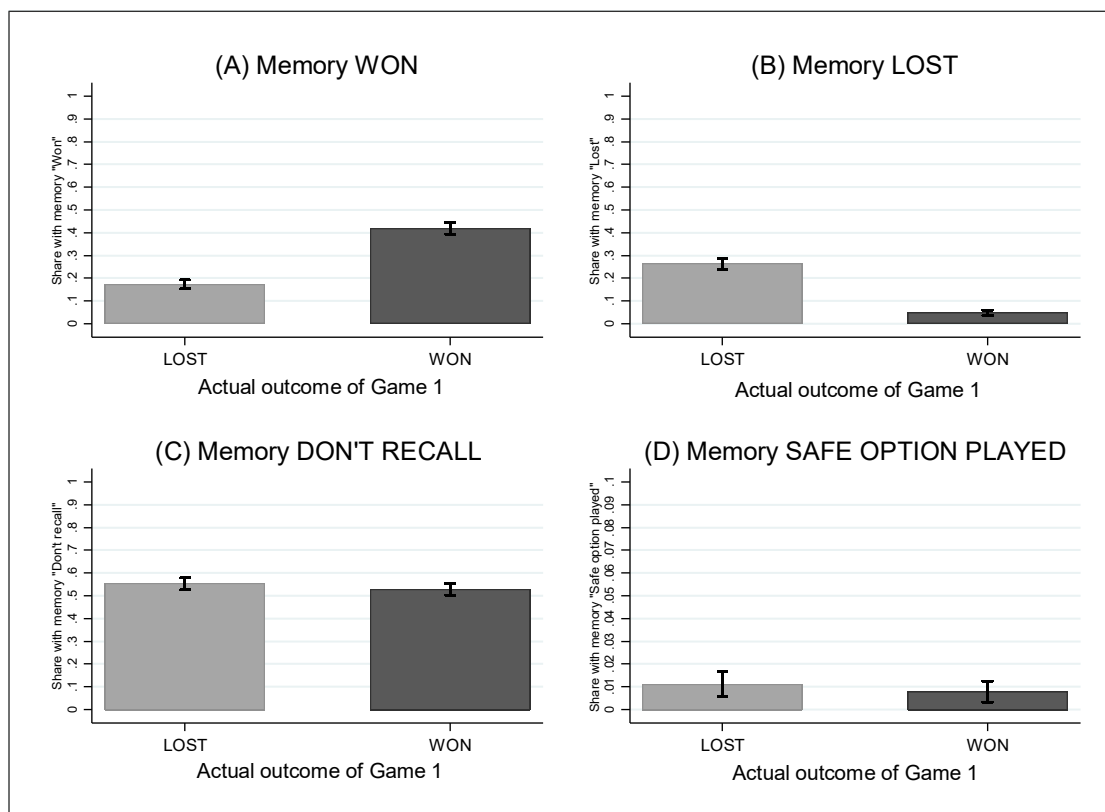 (A) Memory WON
Share with memory "Won"
0 .1 .2 .3 .4 .5 .6 .7 .8 .9 1
LOST WON
Actual outcome of Game 1
(B) Memory LOST
Share with memory "Lost"
0 .1 .2 .3 .4 .5 .6 .7 .8 .9 1
LOST WON
Actual outcome of Game 1
(C) Memory DON'T RECALL
Share with memory "Don't recall"
0 .1 .2 .3 .4 .5 .6 .7 .8 .9 1
LOST WON
Actual outcome of Game 1
(D) Memory SAFE OPTION PLAYED
Share with memory "Safe option played"
0 .01 .02 .03 .04 .05 .06 .07 .08 .09 .1
LOST WON
Actual outcome of Game 1